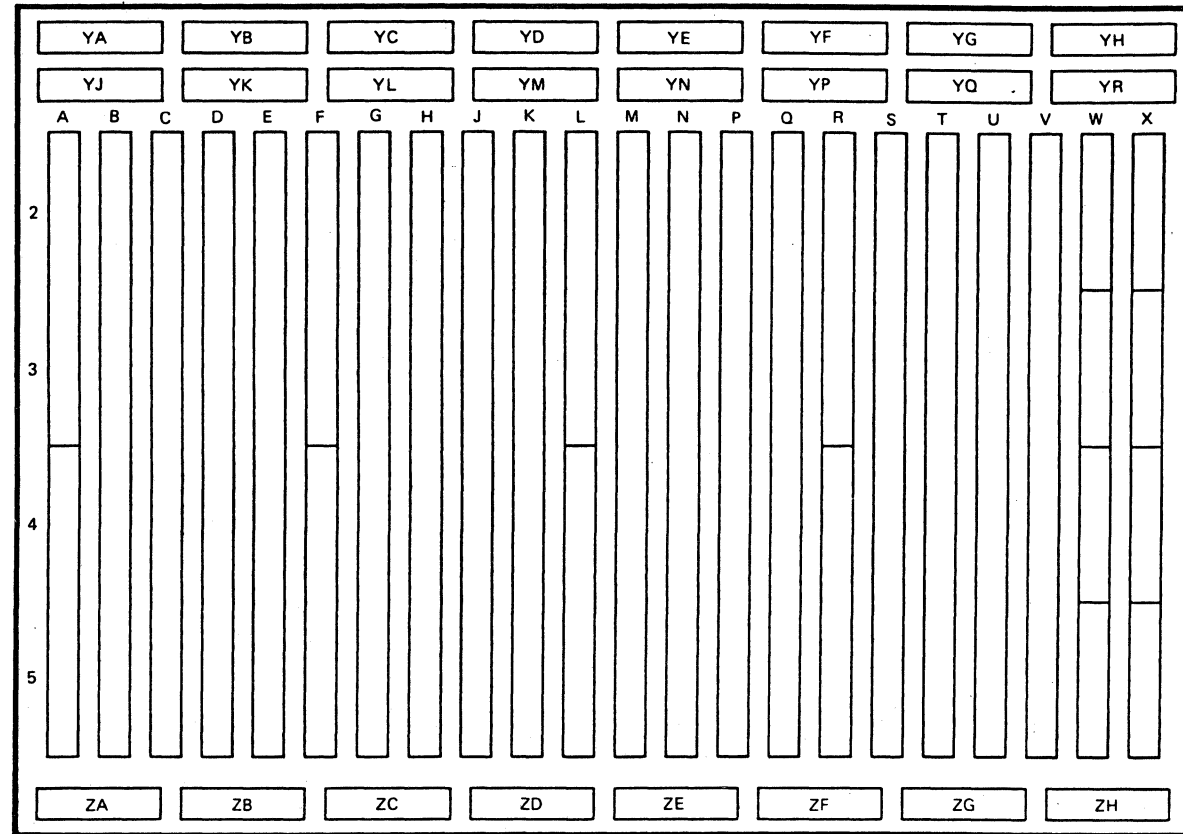 YA YB YC YD YE YF YG YH
YJ YK YL YM YN YP YQ YR
A B C D E F G H J K L M N P Q R S T U V W X
2
3
4
5
ZA ZB ZC ZD ZE ZF ZG ZH